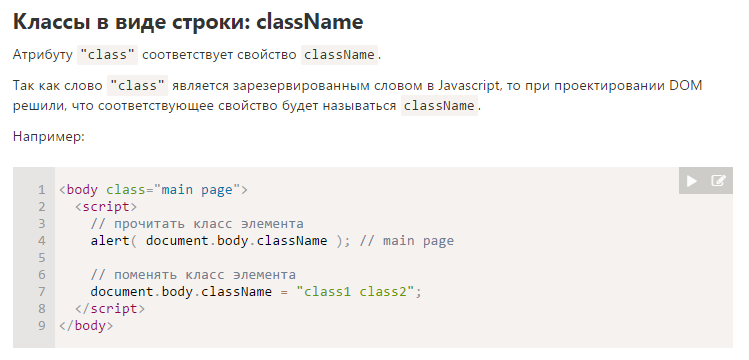 Классы в виде строки: className
Атрибуту "class" соответствует свойство className.
Так как слово "class" является зарезервированным словом в Javascript, то при проектировании DOM
решили, что соответствующее свойство будет называться className.
Например:
1 <body class="main page">
2   <script>
3     // прочитать класс элемента
4     alert( document.body.className ); // main page
5
6     // поменять класс элемента
7     document.body.className = "class1 class2";
8   </script>
9 </body>